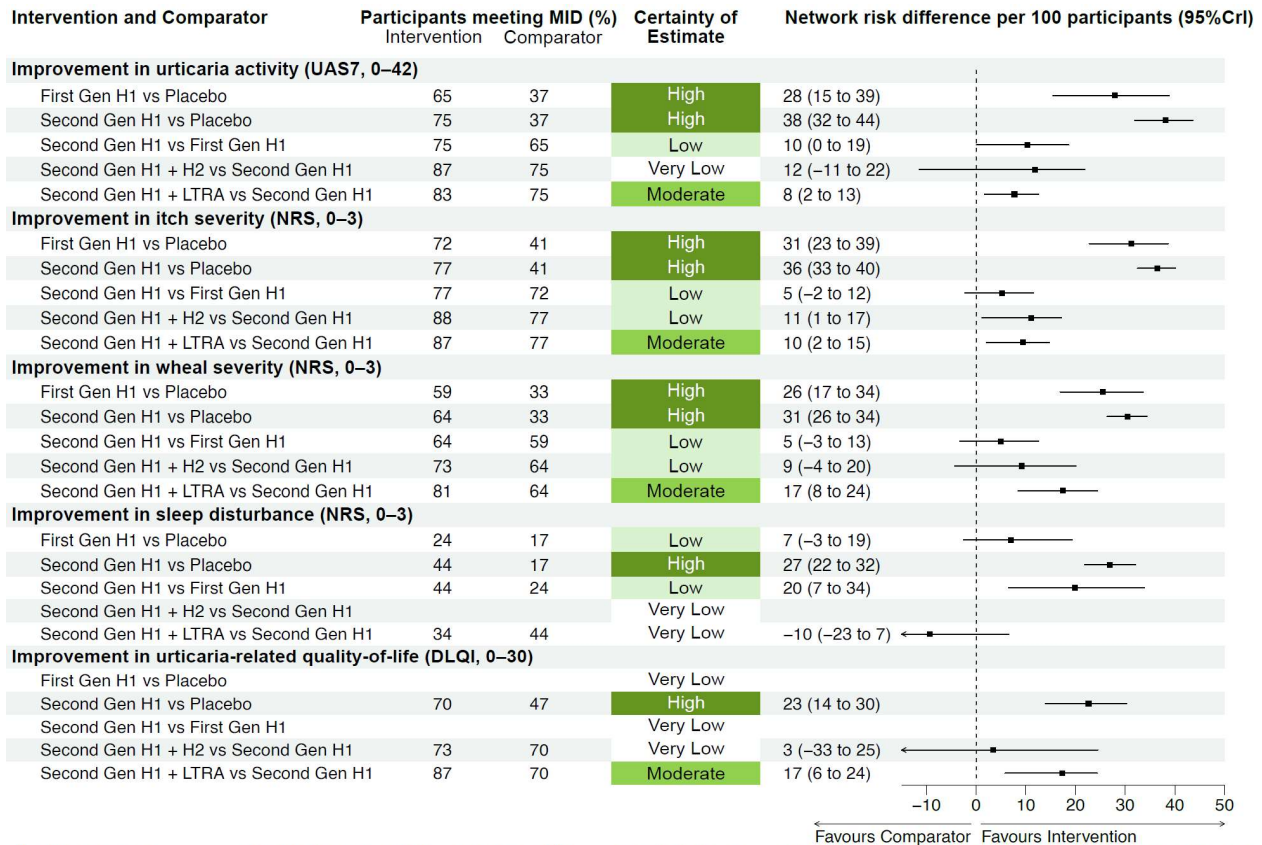 Intervention and Comparator Participants meeting MID (%) Certainty of Estimate Network risk difference per 100 participants (95%CrI)
Intervention Comparator
Improvement in urticaria activity (UAS7, 0–42)
First Gen H1 vs Placebo 65 37 High 28 (15 to 39)
Second Gen H1 vs Placebo 75 37 High 38 (32 to 44)
Second Gen H1 vs First Gen H1 75 65 Low 10 (0 to 19)
Second Gen H1 + H2 vs Second Gen H1 87 75 Very Low 12 (−11 to 22)
Second Gen H1 + LTRA vs Second Gen H1 83 75 Moderate 8 (2 to 13)
Improvement in itch severity (NRS, 0–3)
First Gen H1 vs Placebo 72 41 High 31 (23 to 39)
Second Gen H1 vs Placebo 77 41 High 36 (33 to 40)
Second Gen H1 vs First Gen H1 77 72 Low 5 (−2 to 12)
Second Gen H1 + H2 vs Second Gen H1 88 77 Low 11 (1 to 17)
Second Gen H1 + LTRA vs Second Gen H1 87 77 Moderate 10 (2 to 15)
Improvement in wheal severity (NRS, 0–3)
First Gen H1 vs Placebo 59 33 High 26 (17 to 34)
Second Gen H1 vs Placebo 64 33 High 31 (26 to 34)
Second Gen H1 vs First Gen H1 64 59 Low 5 (−3 to 13)
Second Gen H1 + H2 vs Second Gen H1 73 64 Low 9 (−4 to 20)
Second Gen H1 + LTRA vs Second Gen H1 81 64 Moderate 17 (8 to 24)
Improvement in sleep disturbance (NRS, 0–3)
First Gen H1 vs Placebo 24 17 Low 7 (−3 to 19)
Second Gen H1 vs Placebo 44 17 High 27 (22 to 32)
Second Gen H1 vs First Gen H1 44 24 Low 20 (7 to 34)
Second Gen H1 + H2 vs Second Gen H1 Very Low
Second Gen H1 + LTRA vs Second Gen H1 34 44 Very Low −10 (−23 to 7)
Improvement in urticaria-related quality-of-life (DLQI, 0–30)
First Gen H1 vs Placebo Very Low
Second Gen H1 vs Placebo 70 47 High 23 (14 to 30)
Second Gen H1 vs First Gen H1 Very Low
Second Gen H1 + H2 vs Second Gen H1 73 70 Very Low 3 (−33 to 25)
Second Gen H1 + LTRA vs Second Gen H1 87 70 Moderate 17 (6 to 24)
−10 0 10 20 30 40 50
Favours Comparator Favours Intervention